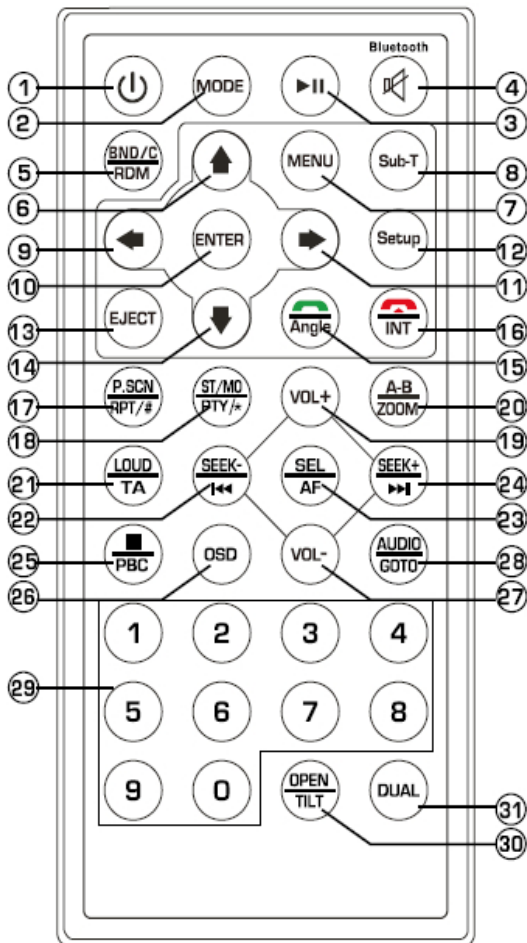 Bluetooth
1 MODE 4
2 3
BND/C
5 RDM MENU Sub-T 8
6 7
9 ENTER Setup 12
10 11
13 EJECT Angle INT 16
14 15
P.SCN ST/MO A-B
17 RPT/# PTY/* VOL+ ZOOM 20
18 19
LOUD SEEK- SEL SEEK+
21 TA AF 24
22 23
25 PBC OSD VOL- AUDIO 28
GOTO
26 27
1 2 3 4
29
5 6 7 8
9 0 OPEN DUAL
TILT 31
30